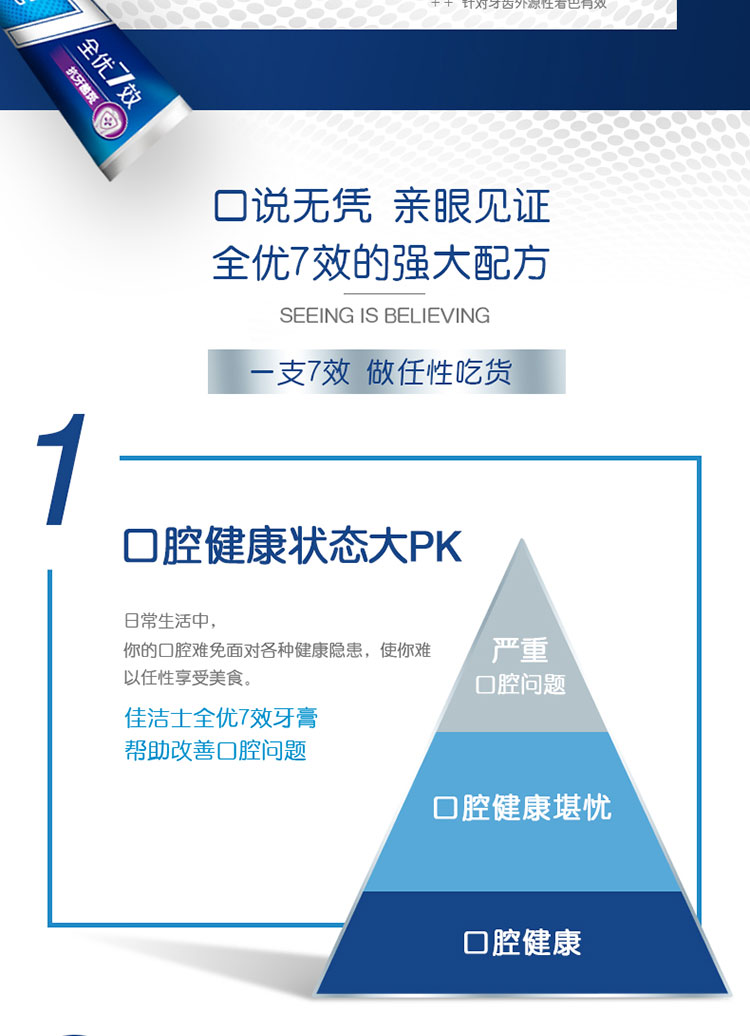 ++ 针对牙齿外源性着色有效
全优7效
抗牙菌斑
口说无凭 亲眼见证
全优7效的强大配方
SEEING IS BELIEVING
一支7效 做任性吃货
1
口腔健康状态大PK
日常生活中，
你的口腔难免面对各种健康隐患，使你难
以任性享受美食。
佳洁士全优7效牙膏
帮助改善口腔问题
严重
口腔问题
口腔健康堪忧
口腔健康